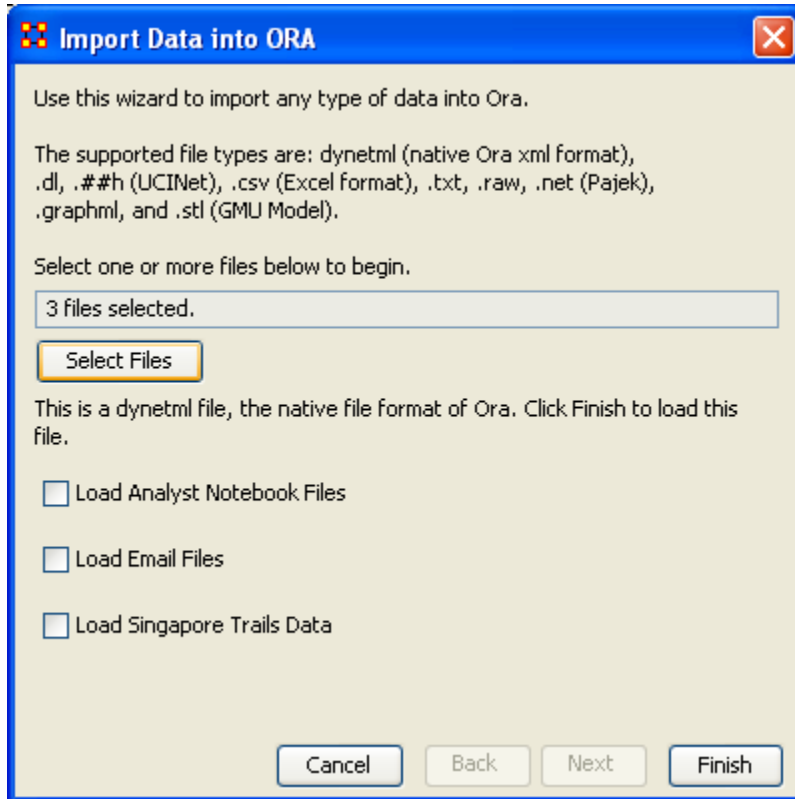 Import Data into ORA
Use this wizard to import any type of data into Ora.
The supported file types are: dynetml (native Ora xml format),
.dl, .##h (UCINet), .csv (Excel format), .txt, .raw, .net (Pajek),
.graphml, and .stl (GMU Model).
Select one or more files below to begin.
3 files selected.
Select Files
This is a dynetml file, the native file format of Ora. Click Finish to load this
file.
Load Analyst Notebook Files
Load Email Files
Load Singapore Trails Data
Cancel Back Next Finish